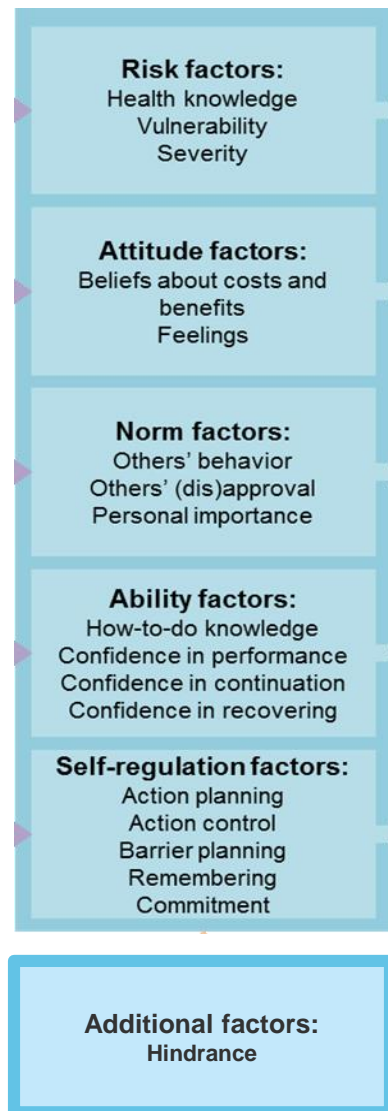 Risk factors:
Health knowledge
Vulnerability
Severity
Attitude factors:
Beliefs about costs and
benefits
Feelings
Norm factors:
Others' behavior
Others' (dis)approval
Personal importance
Ability factors:
How-to-do knowledge
Confidence in performance
Confidence in continuation
Confidence in recovering
Self-regulation factors:
Action planning
Action control
Barrier planning
Remembering
Commitment
Additional factors:
Hindrance